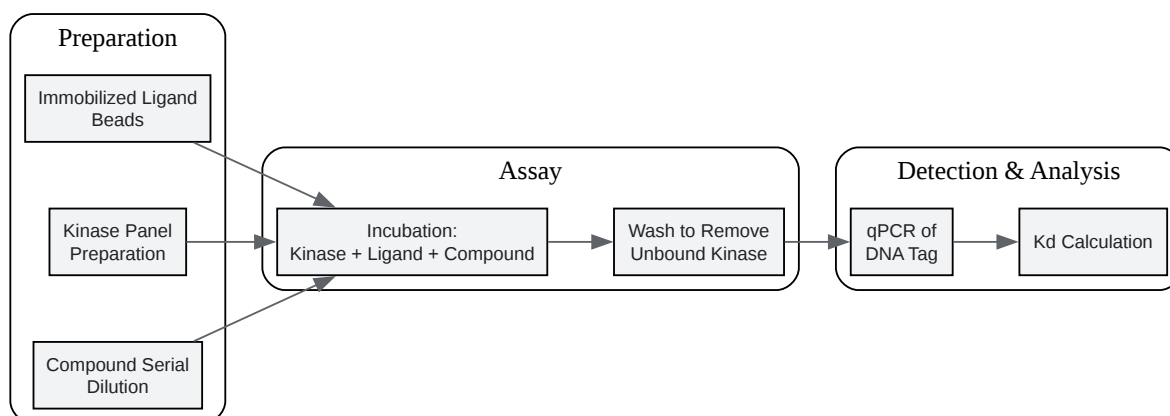 Preparation
Immobilized Ligand
Beads
Kinase Panel
Preparation
Compound Serial
Dilution
Assay
Incubation:
Kinase + Ligand + Compound
Wash to Remove
Unbound Kinase
Detection & Analysis
qPCR of
DNA Tag
Kd Calculation